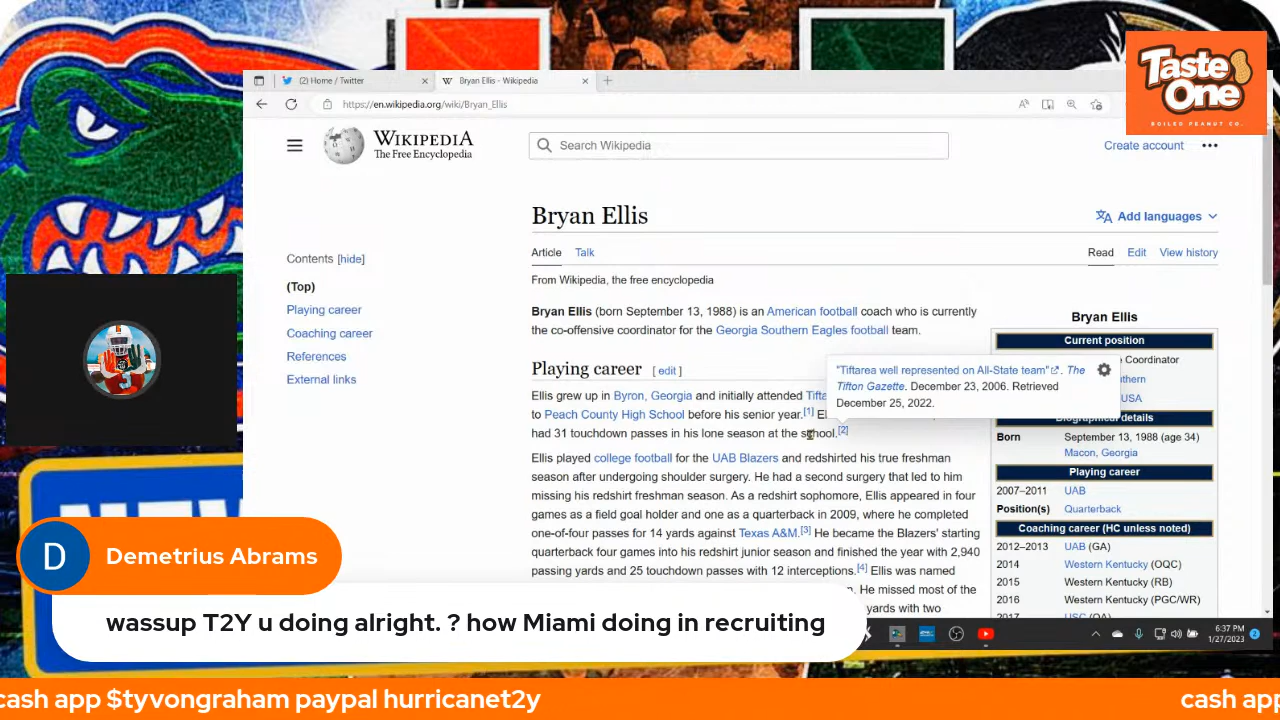 Taste
One
BOILED PEANUT CO.
(2) Home / Twitter
Bryan Ellis - Wikipedia
https://en.wikipedia.org/wiki/Bryan_Ellis
WIKIPEDIA
The Free Encyclopedia
Search Wikipedia
Create account
Bryan Ellis
Add languages
Article Talk
Read Edit View history
From Wikipedia, the free encyclopedia
Contents [hide]
(Top)
Playing career
Coaching career
References
External links
Bryan Ellis (born September 13, 1988) is an American football coach who is currently
the co-offensive coordinator for the Georgia Southern Eagles football team.
Playing career [ edit ]
Ellis grew up in Byron, Georgia and initially attended
to Peach County High School before his senior year.[1]
had 31 touchdown passes in his lone season at the school.[2]
Ellis played college football for the UAB Blazers and redshirted his true freshman
season after undergoing shoulder surgery. He had a second surgery that led to him
missing his redshirt freshman season. As a redshirt sophomore, Ellis appeared in four
games as a field goal holder and one as a quarterback in 2009, where he completed
one-of-four passes for 14 yards against Texas A&M.[3] He became the Blazers' starting
quarterback four games into his redshirt junior season and finished the year with 2,940
passing yards and 25 touchdown passes with 12 interceptions.[4] Ellis was named
. He missed most of the
yards with two
"Tiftarea well represented on All-State team". The
Tifton Gazette. December 23, 2006. Retrieved
December 25, 2022.
Bryan Ellis
Current position
Coordinator
USA
Biographical details
Born September 13, 1988 (age 34)
Macon, Georgia
Playing career
2007–2011 UAB
Position(s) Quarterback
Coaching career (HC unless noted)
2012–2013 UAB (GA)
2014 Western Kentucky (OQC)
2015 Western Kentucky (RB)
2016 Western Kentucky (PGC/WR)
6:37 PM
1/27/2023
2
D
Demetrius Abrams
wassup T2Y u doing alright. ? how Miami doing in recruiting
cash app $tyvongraham paypal hurricanet2y
cash app